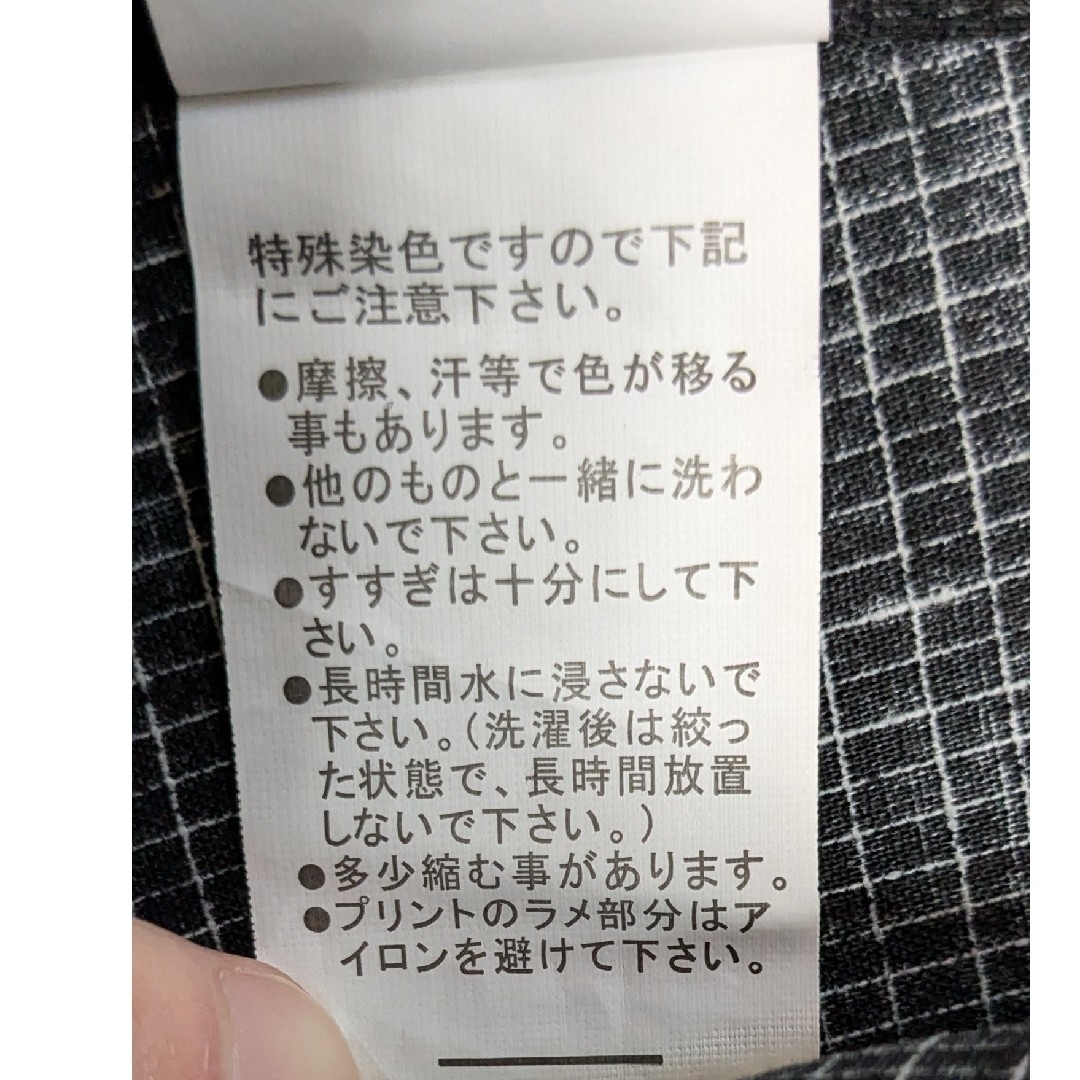 特殊染色ですので下記
にご注意下さい。
●摩擦、汗等で色が移る
事もあります。
●他のものと一緒に洗わ
ないで下さい。
●すすぎは十分にして下
さい。
●長時間水に浸さないで
下さい。(洗濯後は絞っ
た状態で、長時間放置
しないで下さい。)
●多少縮む事があります。
●プリントのラメ部分はア
イロンを避けて下さい。